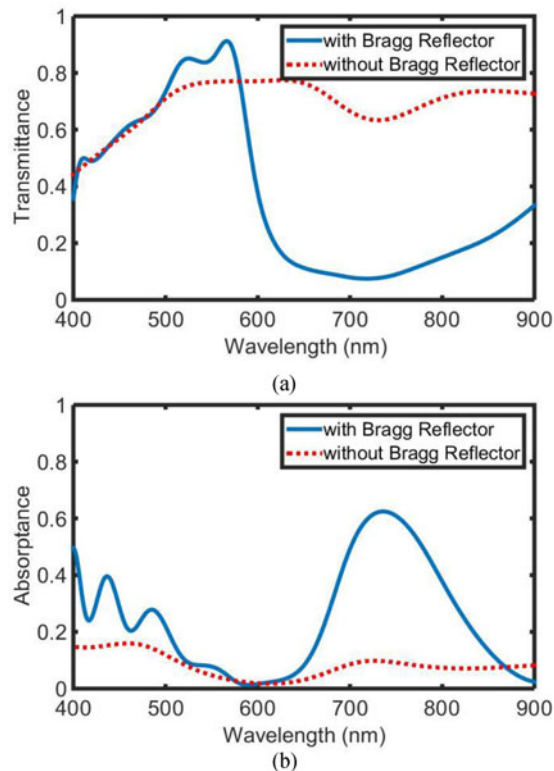 1
with Bragg Reflector
without Bragg Reflector
0.8
0.6
0.4
0.2
0
Transmittance
400 500 600 700 800 900
Wavelength (nm)
(a)
1
with Bragg Reflector
without Bragg Reflector
0.8
0.6
0.4
0.2
0
Absorptance
400 500 600 700 800 900
Wavelength (nm)
(b)